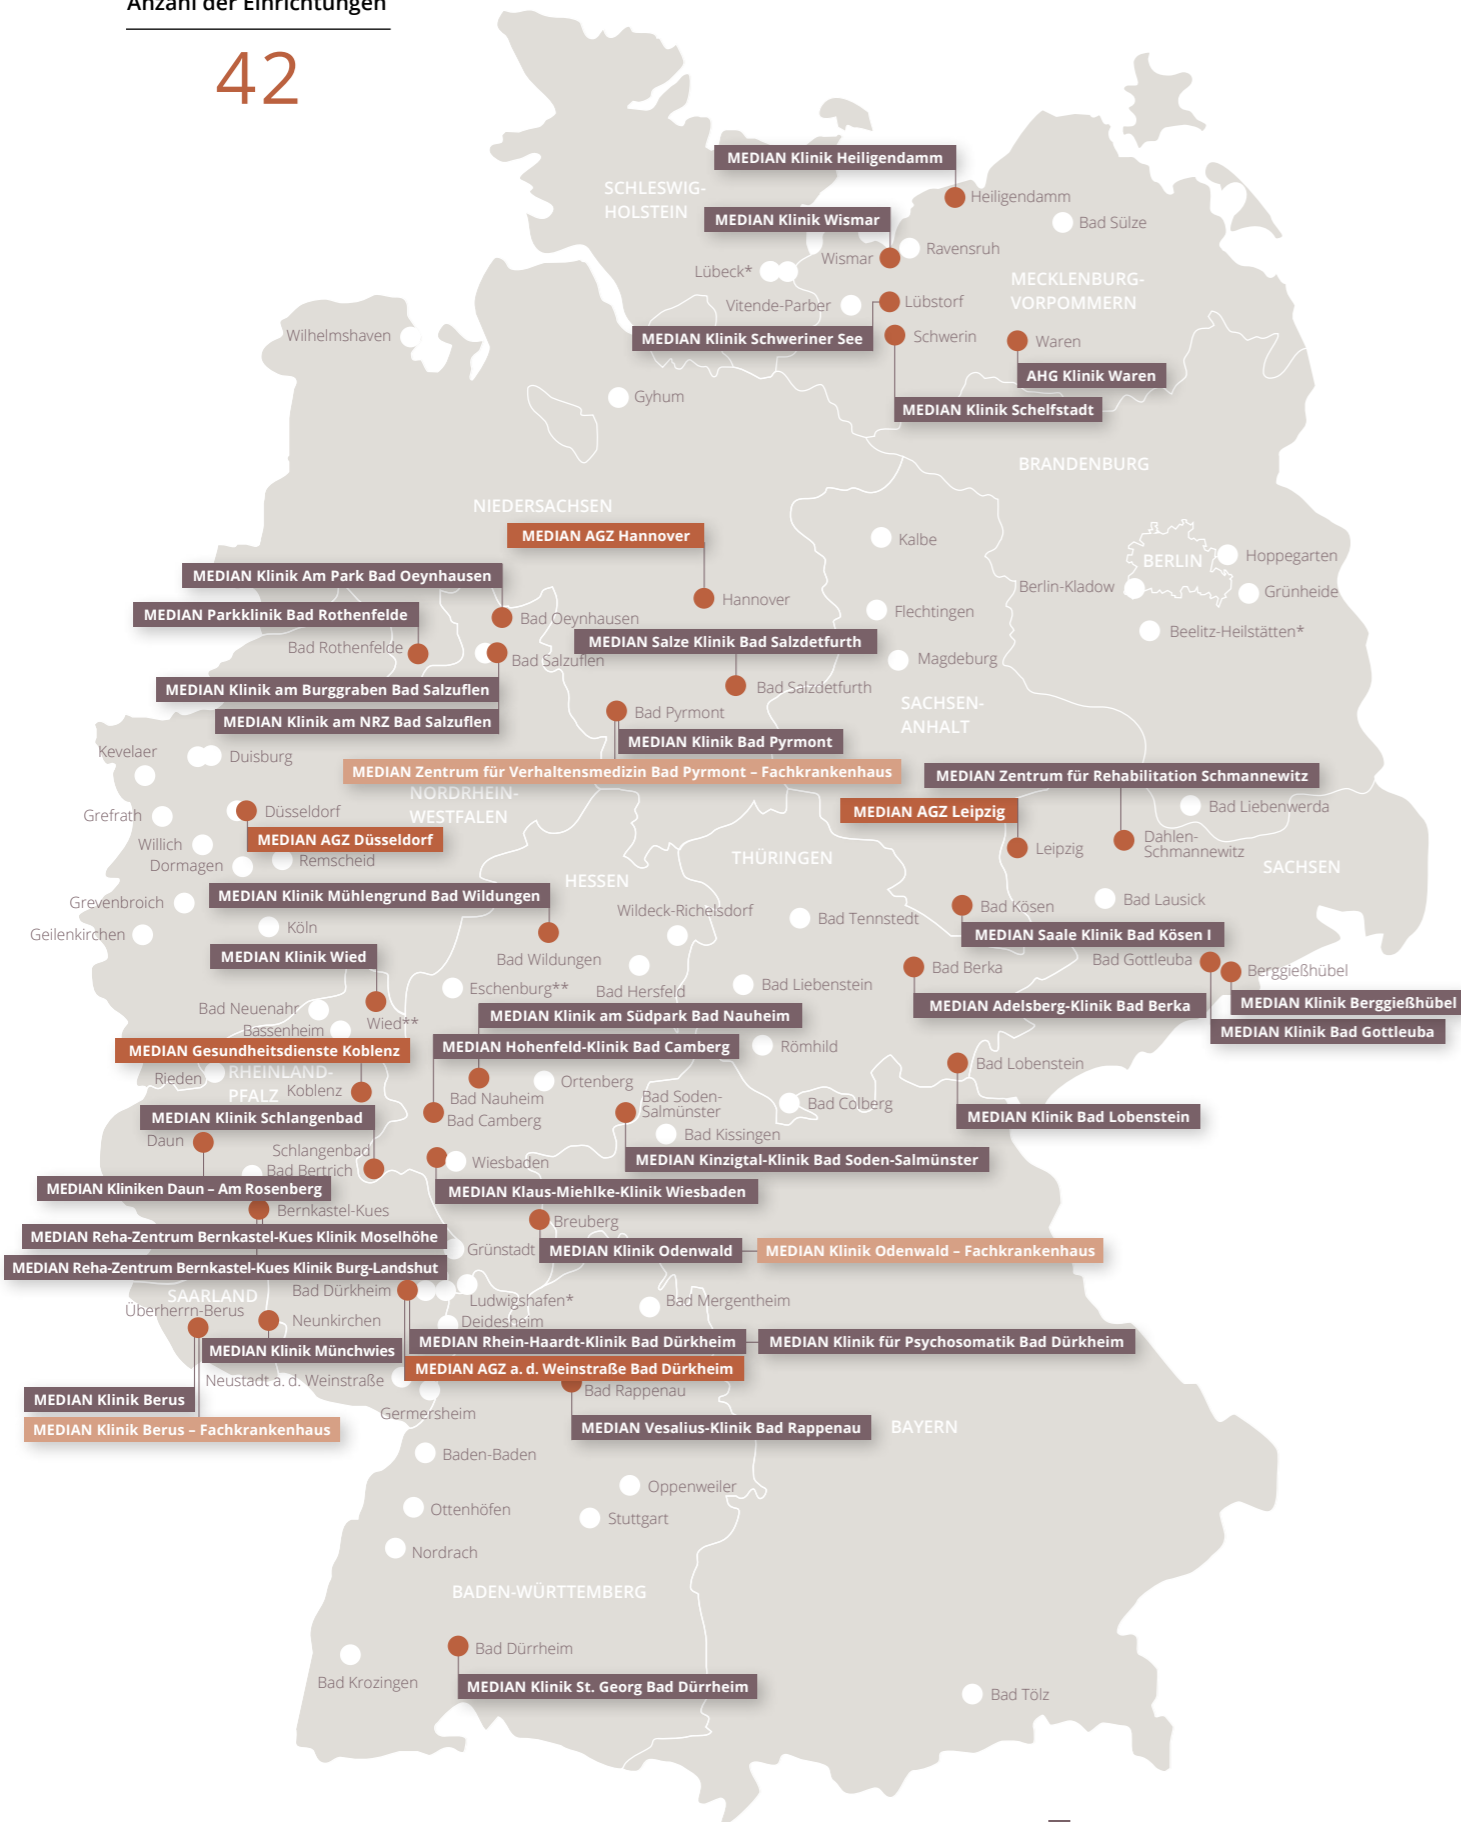 Anzahl der Einrichtungen
42
MEDIAN Klinik Heiligendamm
SCHLESWIG-
HOLSTEIN
Heiligendamm
MEDIAN Klinik Wismar
Bad Sülze
Ravensruh
Wismar
Lübeck*
MECKLENBURG-
VORPOMMERN
Vitende-Parber
Lübstorf
Wilhelmshaven
MEDIAN Klinik Schweriner See
Schwerin
Waren
AHG Klinik Waren
Gyhum
MEDIAN Klinik Schelfstadt
BRANDENBURG
NIEDERSACHSEN
MEDIAN AGZ Hannover
Kalbe
BERLIN
Hoppegarten
MEDIAN Klinik Am Park Bad Oeynhausen
Berlin-Kladow
Grünheide
Hannover
MEDIAN Parkklinik Bad Rothenfelde
Bad Oeynhausen
Flechtingen
Beelitz-Heilstätten*
MEDIAN Salze Klinik Bad Salzdetfurth
Bad Rothenfelde
Bad Salzuflen
Magdeburg
MEDIAN Klinik am Burggraben Bad Salzuflen
Bad Salzdetfurth
SACHSEN-
ANHALT
Bad Pyrmont
MEDIAN Klinik am NRZ Bad Salzuflen
MEDIAN Klinik Bad Pyrmont
Kevelaer
Duisburg
MEDIAN Zentrum für Verhaltensmedizin Bad Pyrmont – Fachkrankenhaus
MEDIAN Zentrum für Rehabilitation Schmannewitz
NORDRHEIN-
WESTFALEN
Bad Liebenwerda
Grefrath
Düsseldorf
MEDIAN AGZ Leipzig
MEDIAN AGZ Düsseldorf
Willich
Dahlen-
Schmannewitz
Leipzig
Dormagen
Remscheid
THÜRINGEN
SACHSEN
HESSEN
MEDIAN Klinik Mühlengrund Bad Wildungen
Grevenbroich
Wildeck-Richelsdorf
Bad Tennstedt
Bad Kösen
Bad Lausick
Geilenkirchen
Köln
MEDIAN Saale Klinik Bad Kösen I
MEDIAN Klinik Wied
Bad Wildungen
Bad Gottleuba
Bad Berka
Berggießhübel
Eschenburg**
Bad Hersfeld
Bad Liebenstein
MEDIAN Klinik Berggießhübel
MEDIAN Adelsberg-Klinik Bad Berka
Bad Neuenahr
MEDIAN Klinik am Südpark Bad Nauheim
Wied**
Bassenheim
MEDIAN Klinik Bad Gottleuba
MEDIAN Gesundheitsdienste Koblenz
MEDIAN Hohenfeld-Klinik Bad Camberg
Römhild
Bad Lobenstein
Rieden
RHEINLAND-
PFALZ
Koblenz
Ortenberg
Bad Nauheim
Bad Soden-
Salmünster
Bad Colberg
MEDIAN Klinik Schlangenbad
Bad Camberg
MEDIAN Klinik Bad Lobenstein
Bad Kissingen
Daun
Schlangenbad
Bad Bertrich
Wiesbaden
MEDIAN Kinzigtal-Klinik Bad Soden-Salmünster
MEDIAN Kliniken Daun – Am Rosenberg
MEDIAN Klaus-Miehlke-Klinik Wiesbaden
Bernkastel-Kues
Breuberg
MEDIAN Reha-Zentrum Bernkastel-Kues Klinik Moselhöhe
Grünstadt
MEDIAN Klinik Odenwald
MEDIAN Klinik Odenwald – Fachkrankenhaus
MEDIAN Reha-Zentrum Bernkastel-Kues Klinik Burg-Landshut
SAARLAND
Bad Dürkheim
Überherrn-Berus
Ludwigshafen*
Bad Mergentheim
Neunkirchen
Deidesheim
MEDIAN Klinik Münchwies
MEDIAN Rhein-Haardt-Klinik Bad Dürkheim
MEDIAN Klinik für Psychosomatik Bad Dürkheim
MEDIAN AGZ a. d. Weinstraße Bad Dürkheim
Neustadt a. d. Weinstraße
Bad Rappenau
MEDIAN Klinik Berus
Germersheim
MEDIAN Klinik Berus – Fachkrankenhaus
MEDIAN Vesalius-Klinik Bad Rappenau
BAYERN
Baden-Baden
Oppenweiler
Ottenhöfen
Stuttgart
Nordrach
BADEN-WÜRTTEMBERG
Bad Dürrheim
Bad Krozingen
MEDIAN Klinik St. Georg Bad Dürrheim
Bad Tölz